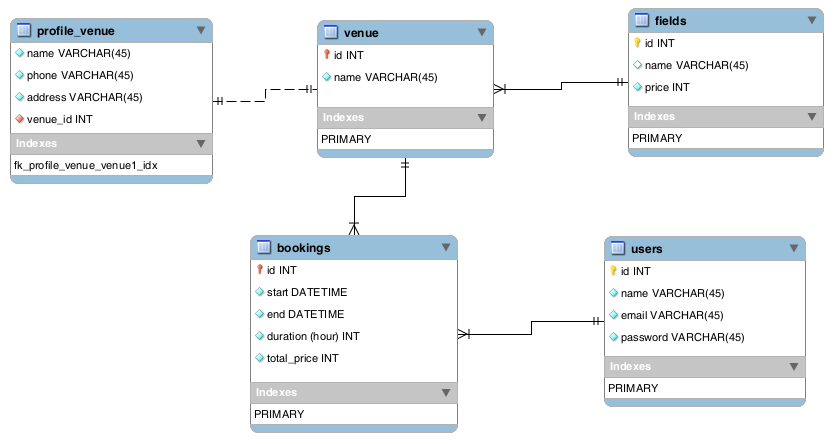 profile_venue
name VARCHAR(45)
phone VARCHAR(45)
address VARCHAR(45)
venue_id INT
Indexes
fk_profile_venue_venue1_idx
venue
id INT
name VARCHAR(45)
Indexes
PRIMARY
fields
id INT
name VARCHAR(45)
price INT
Indexes
PRIMARY
bookings
id INT
start DATETIME
end DATETIME
duration (hour) INT
total_price INT
Indexes
PRIMARY
users
id INT
name VARCHAR(45)
email VARCHAR(45)
password VARCHAR(45)
Indexes
PRIMARY